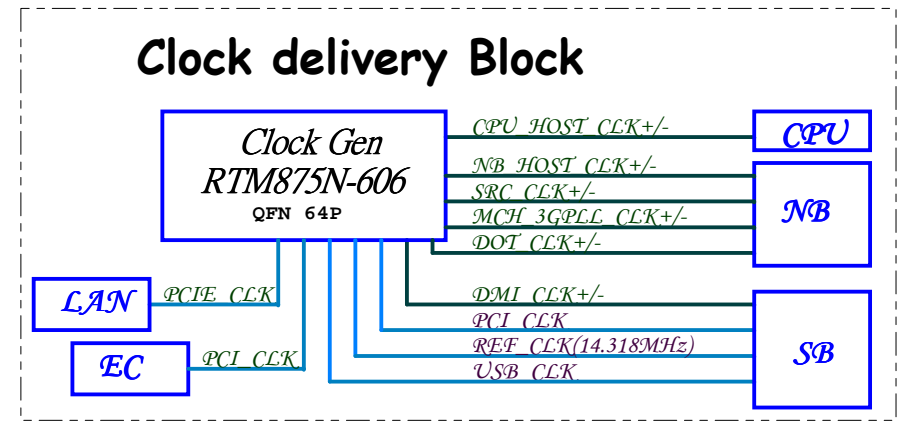 Clock delivery Block
Clock Gen
RTM875N-606
QFN 64P
CPU_HOST_CLK+/-
CPU
NB_HOST_CLK+/-
SRC_CLK+/-
MCH_3GPLL_CLK+/-
DOT_CLK+/-
NB
LAN
PCIE_CLK
EC
PCI_CLK
DMI_CLK+/-
PCI_CLK
REF_CLK(14.318MHz)
USB_CLK
SB